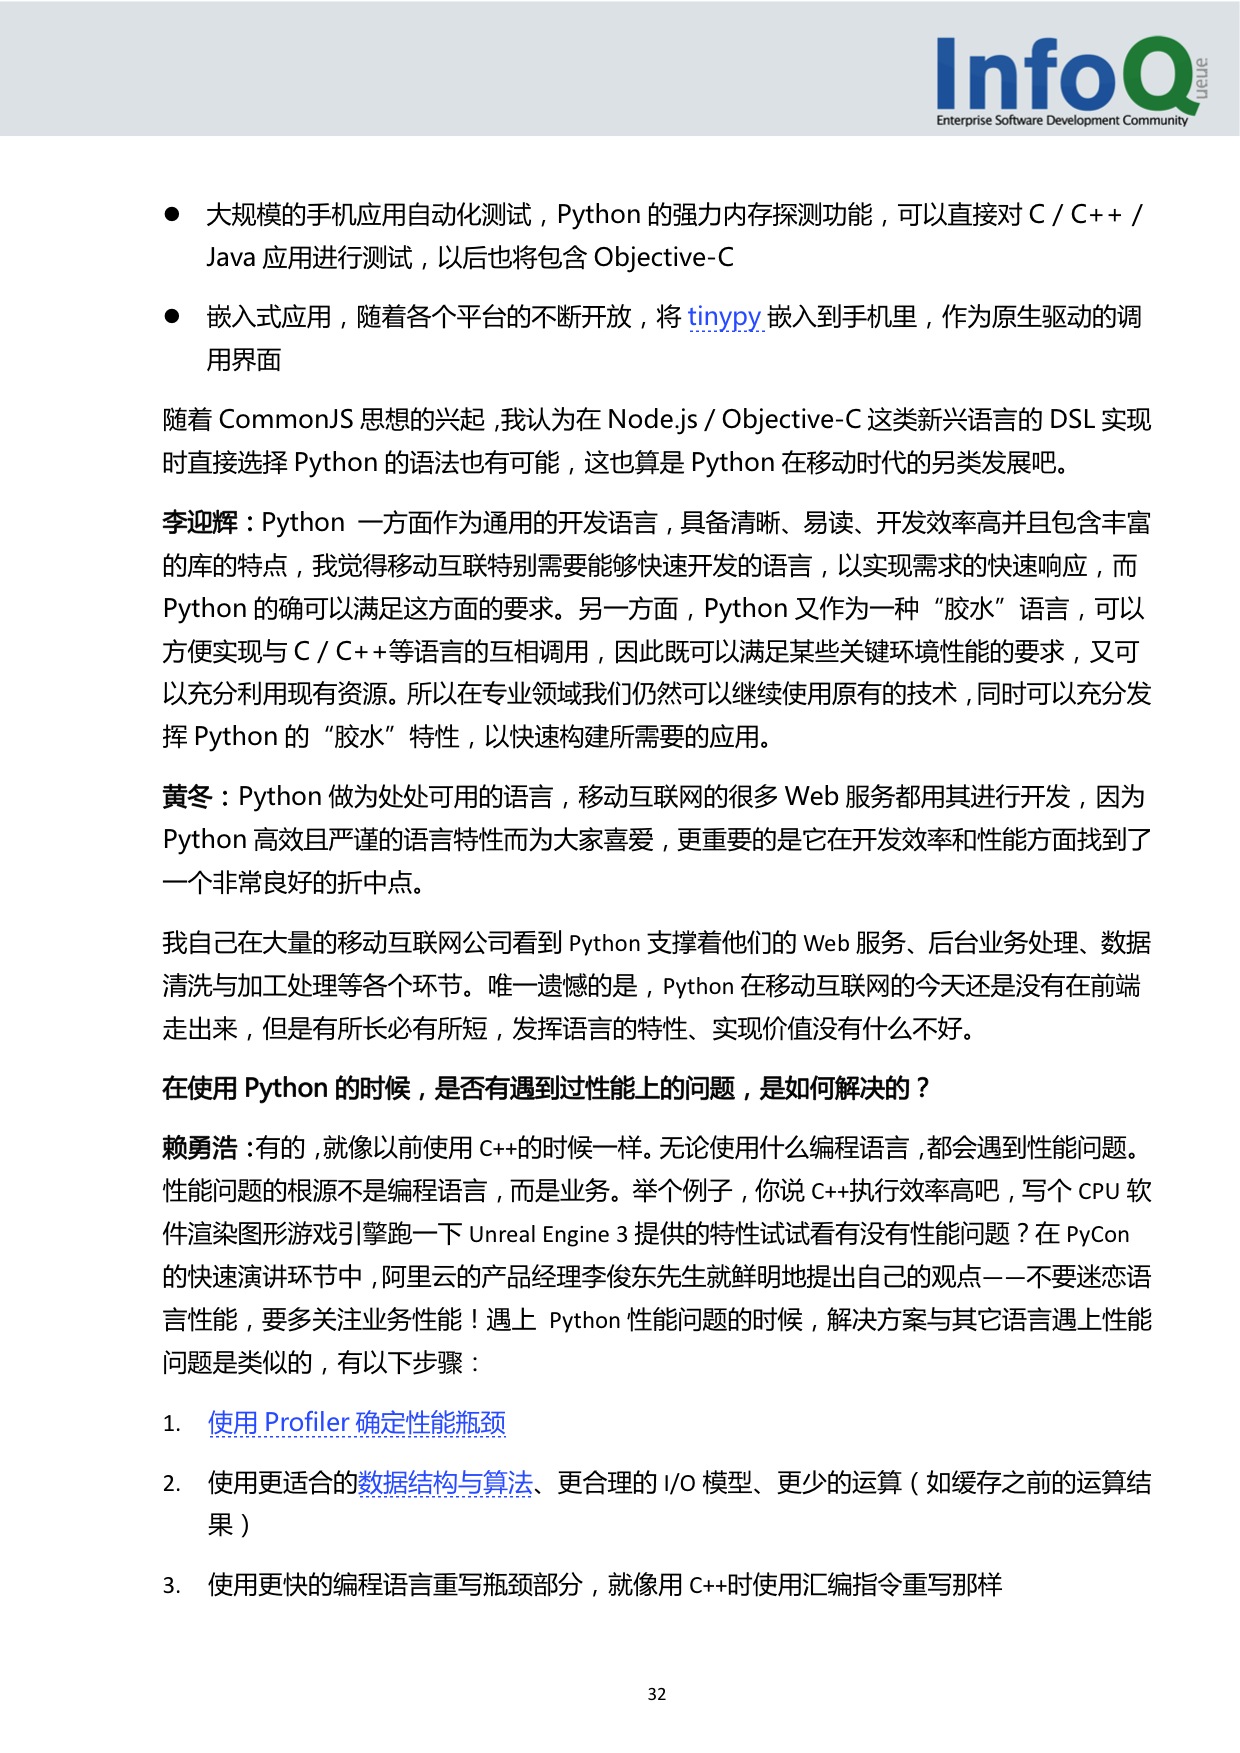 InfoQueue
Enterprise Software Development Community
● 大规模的手机应用自动化测试，Python 的强力内存探测功能，可以直接对 C / C++ /
Java 应用进行测试，以后也将包含 Objective-C
● 嵌入式应用，随着各个平台的不断开放，将 tinypy 嵌入到手机里，作为原生驱动的调
用界面
随着 CommonJS 思想的兴起，我认为在 Node.js / Objective-C 这类新兴语言的 DSL 实现
时直接选择 Python 的语法也有可能，这也算是 Python 在移动时代的另类发展吧。
李迎辉：Python 一方面作为通用的开发语言，具备清晰、易读、开发效率高并且包含丰富
的库的特点，我觉得移动互联特别需要能够快速开发的语言，以实现需求的快速响应，而
Python 的确可以满足这方面的要求。另一方面，Python 又作为一种“胶水”语言，可以
方便实现与 C / C++等语言的互相调用，因此既可以满足某些关键环境性能的要求，又可
以充分利用现有资源。所以在专业领域我们仍然可以继续使用原有的技术，同时可以充分发
挥 Python 的“胶水”特性，以快速构建所需要的应用。
黄冬：Python 做为处处可用的语言，移动互联网的很多 Web 服务都用其进行开发，因为
Python 高效且严谨的语言特性而为大家喜爱，更重要的是它在开发效率和性能方面找到了
一个非常良好的折中点。
我自己在大量的移动互联网公司看到 Python 支撑着他们的 Web 服务、后台业务处理、数据
清洗与加工处理等各个环节。唯一遗憾的是，Python 在移动互联网的今天还是没有在前端
走出来，但是有所长必有所短，发挥语言的特性、实现价值没有什么不好。
在使用 Python 的时候，是否有遇到过性能上的问题，是如何解决的？
赖勇浩：有的，就像以前使用 C++的时候一样。无论使用什么编程语言，都会遇到性能问题。
性能问题的根源不是编程语言，而是业务。举个例子，你说 C++执行效率高吧，写个 CPU 软
件渲染图形游戏引擎跑一下 Unreal Engine 3 提供的特性试试看有没有性能问题？在 PyCon
的快速演讲环节中，阿里云的产品经理李俊东先生就鲜明地提出自己的观点——不要迷恋语
言性能，要多关注业务性能！遇上 Python 性能问题的时候，解决方案与其它语言遇上性能
问题是类似的，有以下步骤：
1. 使用 Profiler 确定性能瓶颈
2. 使用更适合的数据结构与算法、更合理的 I/O 模型、更少的运算（如缓存之前的运算结
果）
3. 使用更快的编程语言重写瓶颈部分，就像用 C++时使用汇编指令重写那样
32